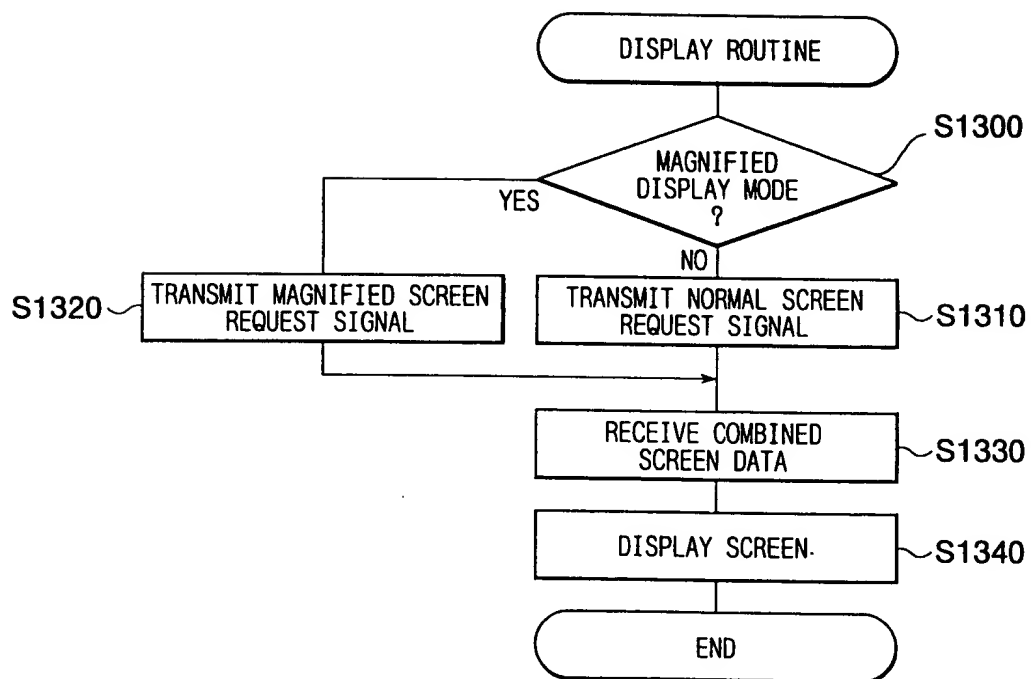 DISPLAY ROUTINE
S1300
MAGNIFIED
DISPLAY MODE
?
YES
NO
S1320
TRANSMIT MAGNIFIED SCREEN
REQUEST SIGNAL
TRANSMIT NORMAL SCREEN
REQUEST SIGNAL
S1310
RECEIVE COMBINED
SCREEN DATA
S1330
DISPLAY SCREEN
S1340
END